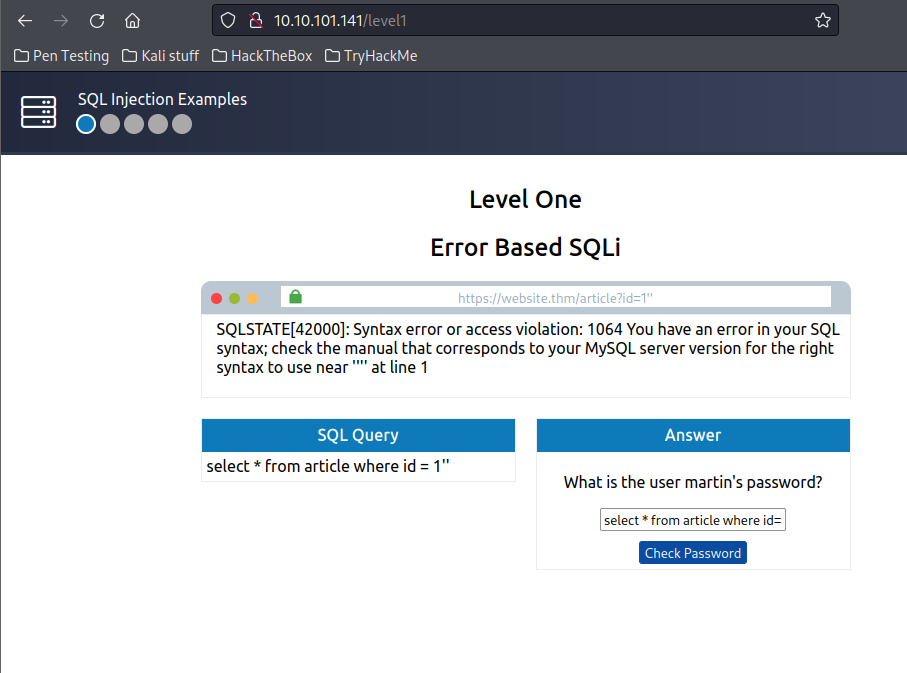 10.10.101.141/level1
Pen Testing Kali stuff HackTheBox TryHackMe
SQL Injection Examples
Level One
Error Based SQLi
https://website.thm/article?id=1''
SQLSTATE[42000]: Syntax error or access violation: 1064 You have an error in your SQL
syntax; check the manual that corresponds to your MySQL server version for the right
syntax to use near '''' at line 1
SQL Query
select * from article where id = 1''
Answer
What is the user martin's password?
select * from article where id=
Check Password